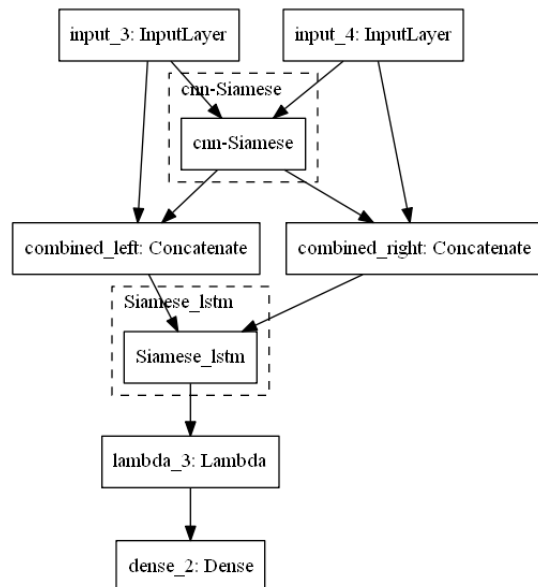 input_3: InputLayer
input_4: InputLayer
cnn-Siamese
cnn-Siamese
combined_left: Concatenate
combined_right: Concatenate
Siamese_lstm
Siamese_lstm
lambda_3: Lambda
dense_2: Dense